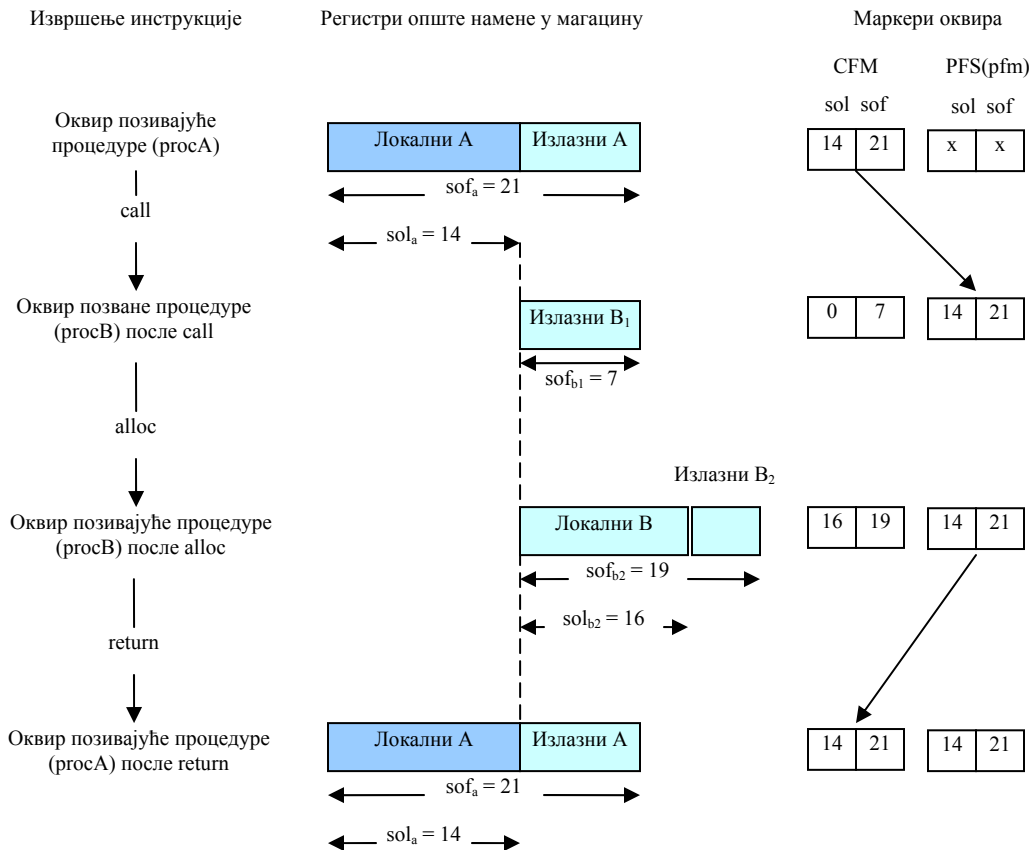 Извршење инструкције
Регистри опште намене у магацину
Маркери оквира
CFM
PFS(pfm)
sol sof
sol sof
Оквир позивајуће
процедуре (procA)
Локални А
Излазни А
14
21
x
x
sofa = 21
call
sola = 14
Оквир позване процедуре
(procB) после call
Излазни B1
0
7
14
21
sofb1 = 7
alloc
Излазни B2
Оквир позивајуће процедуре
(procB) после alloc
Локални В
16
19
14
21
sofb2 = 19
solb2 = 16
return
Оквир позивајуће процедуре
(procA) после return
Локални А
Излазни А
14
21
14
21
sofa = 21
sola = 14